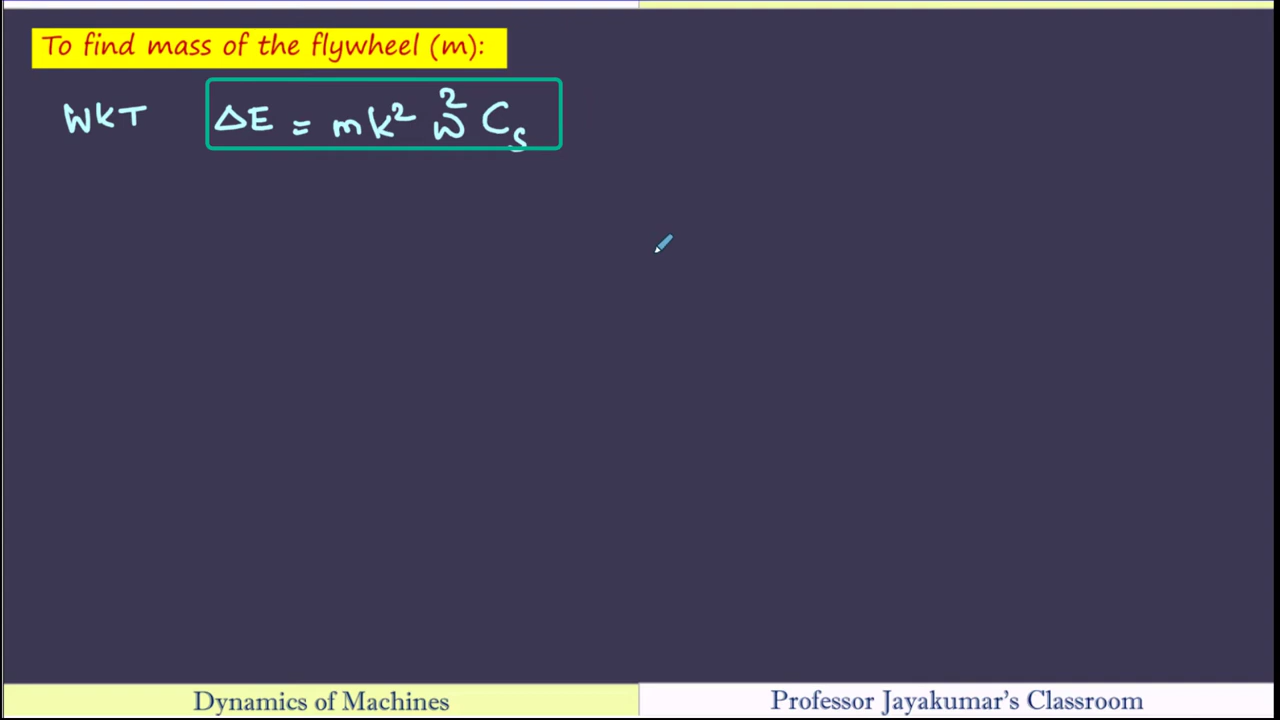 To find mass of the flywheel (m):
WKT ΔE = mk² ω² Cₛ
Dynamics of Machines
Professor Jayakumar's Classroom